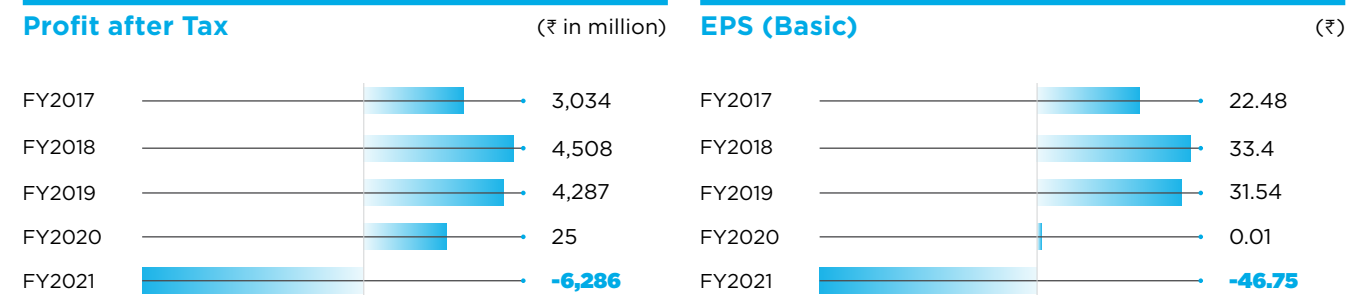 Profit after Tax (₹ in million)
FY2017 3,034
FY2018 4,508
FY2019 4,287
FY2020 25
FY2021 -6,286
EPS (Basic) (₹)
FY2017 22.48
FY2018 33.4
FY2019 31.54
FY2020 0.01
FY2021 -46.75